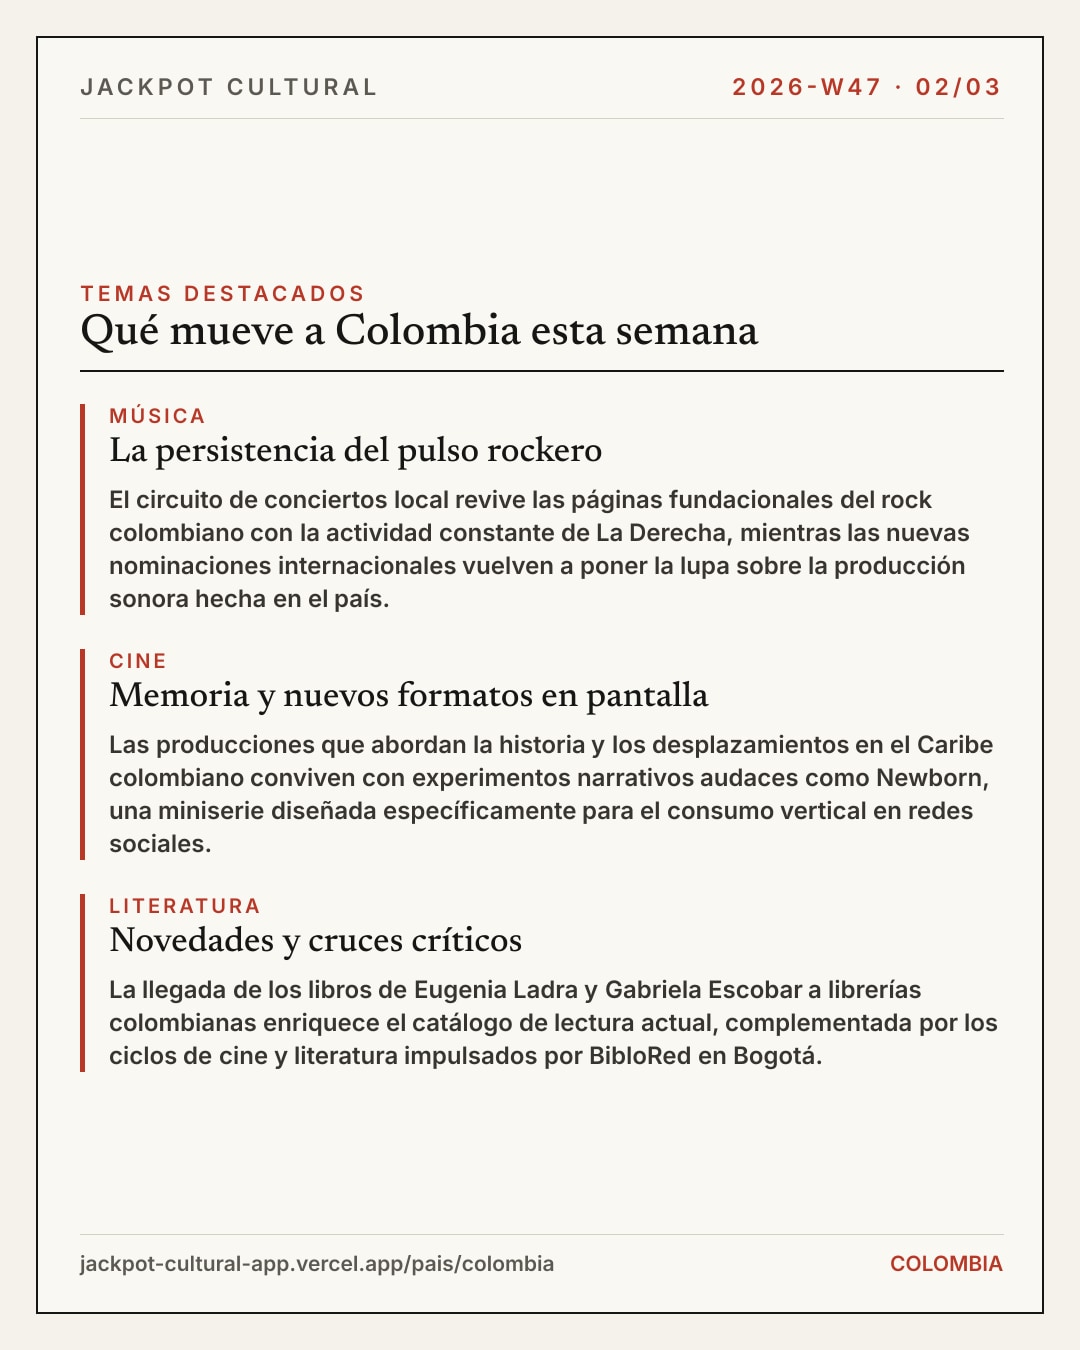 JACKPOT CULTURAL
2026-W47 · 02/03
TEMAS DESTACADOS
Qué mueve a Colombia esta semana
MÚSICA
La persistencia del pulso rockero
El circuito de conciertos local revive las páginas fundacionales del rock
colombiano con la actividad constante de La Derecha, mientras las nuevas
nominaciones internacionales vuelven a poner la lupa sobre la producción
sonora hecha en el país.
CINE
Memoria y nuevos formatos en pantalla
Las producciones que abordan la historia y los desplazamientos en el Caribe
colombiano conviven con experimentos narrativos audaces como Newborn,
una miniserie diseñada específicamente para el consumo vertical en redes
sociales.
LITERATURA
Novedades y cruces críticos
La llegada de los libros de Eugenia Ladra y Gabriela Escobar a librerías
colombianas enriquece el catálogo de lectura actual, complementada por los
ciclos de cine y literatura impulsados por BibloRed en Bogotá.
jackpot-cultural-app.vercel.app/pais/colombia
COLOMBIA